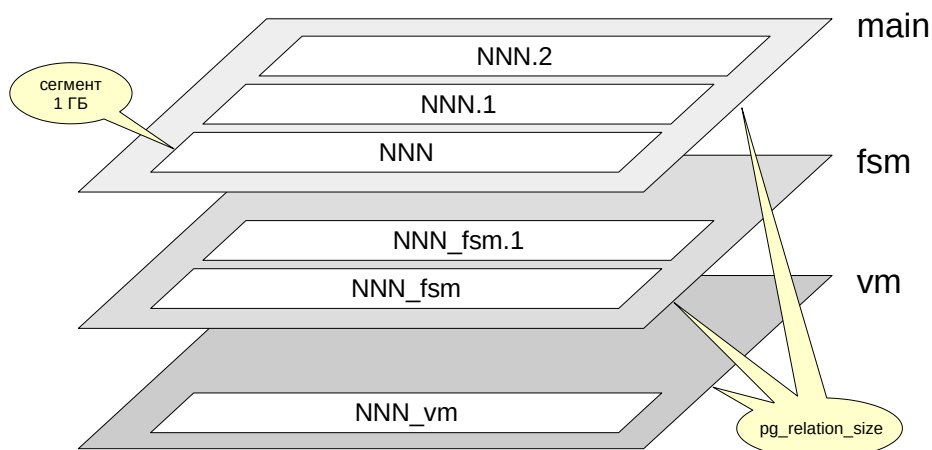 main
NNN.2
сегмент
1 ГБ
NNN.1
NNN
fsm
NNN_fsm.1
NNN_fsm
vm
NNN_vm
pg_relation_size